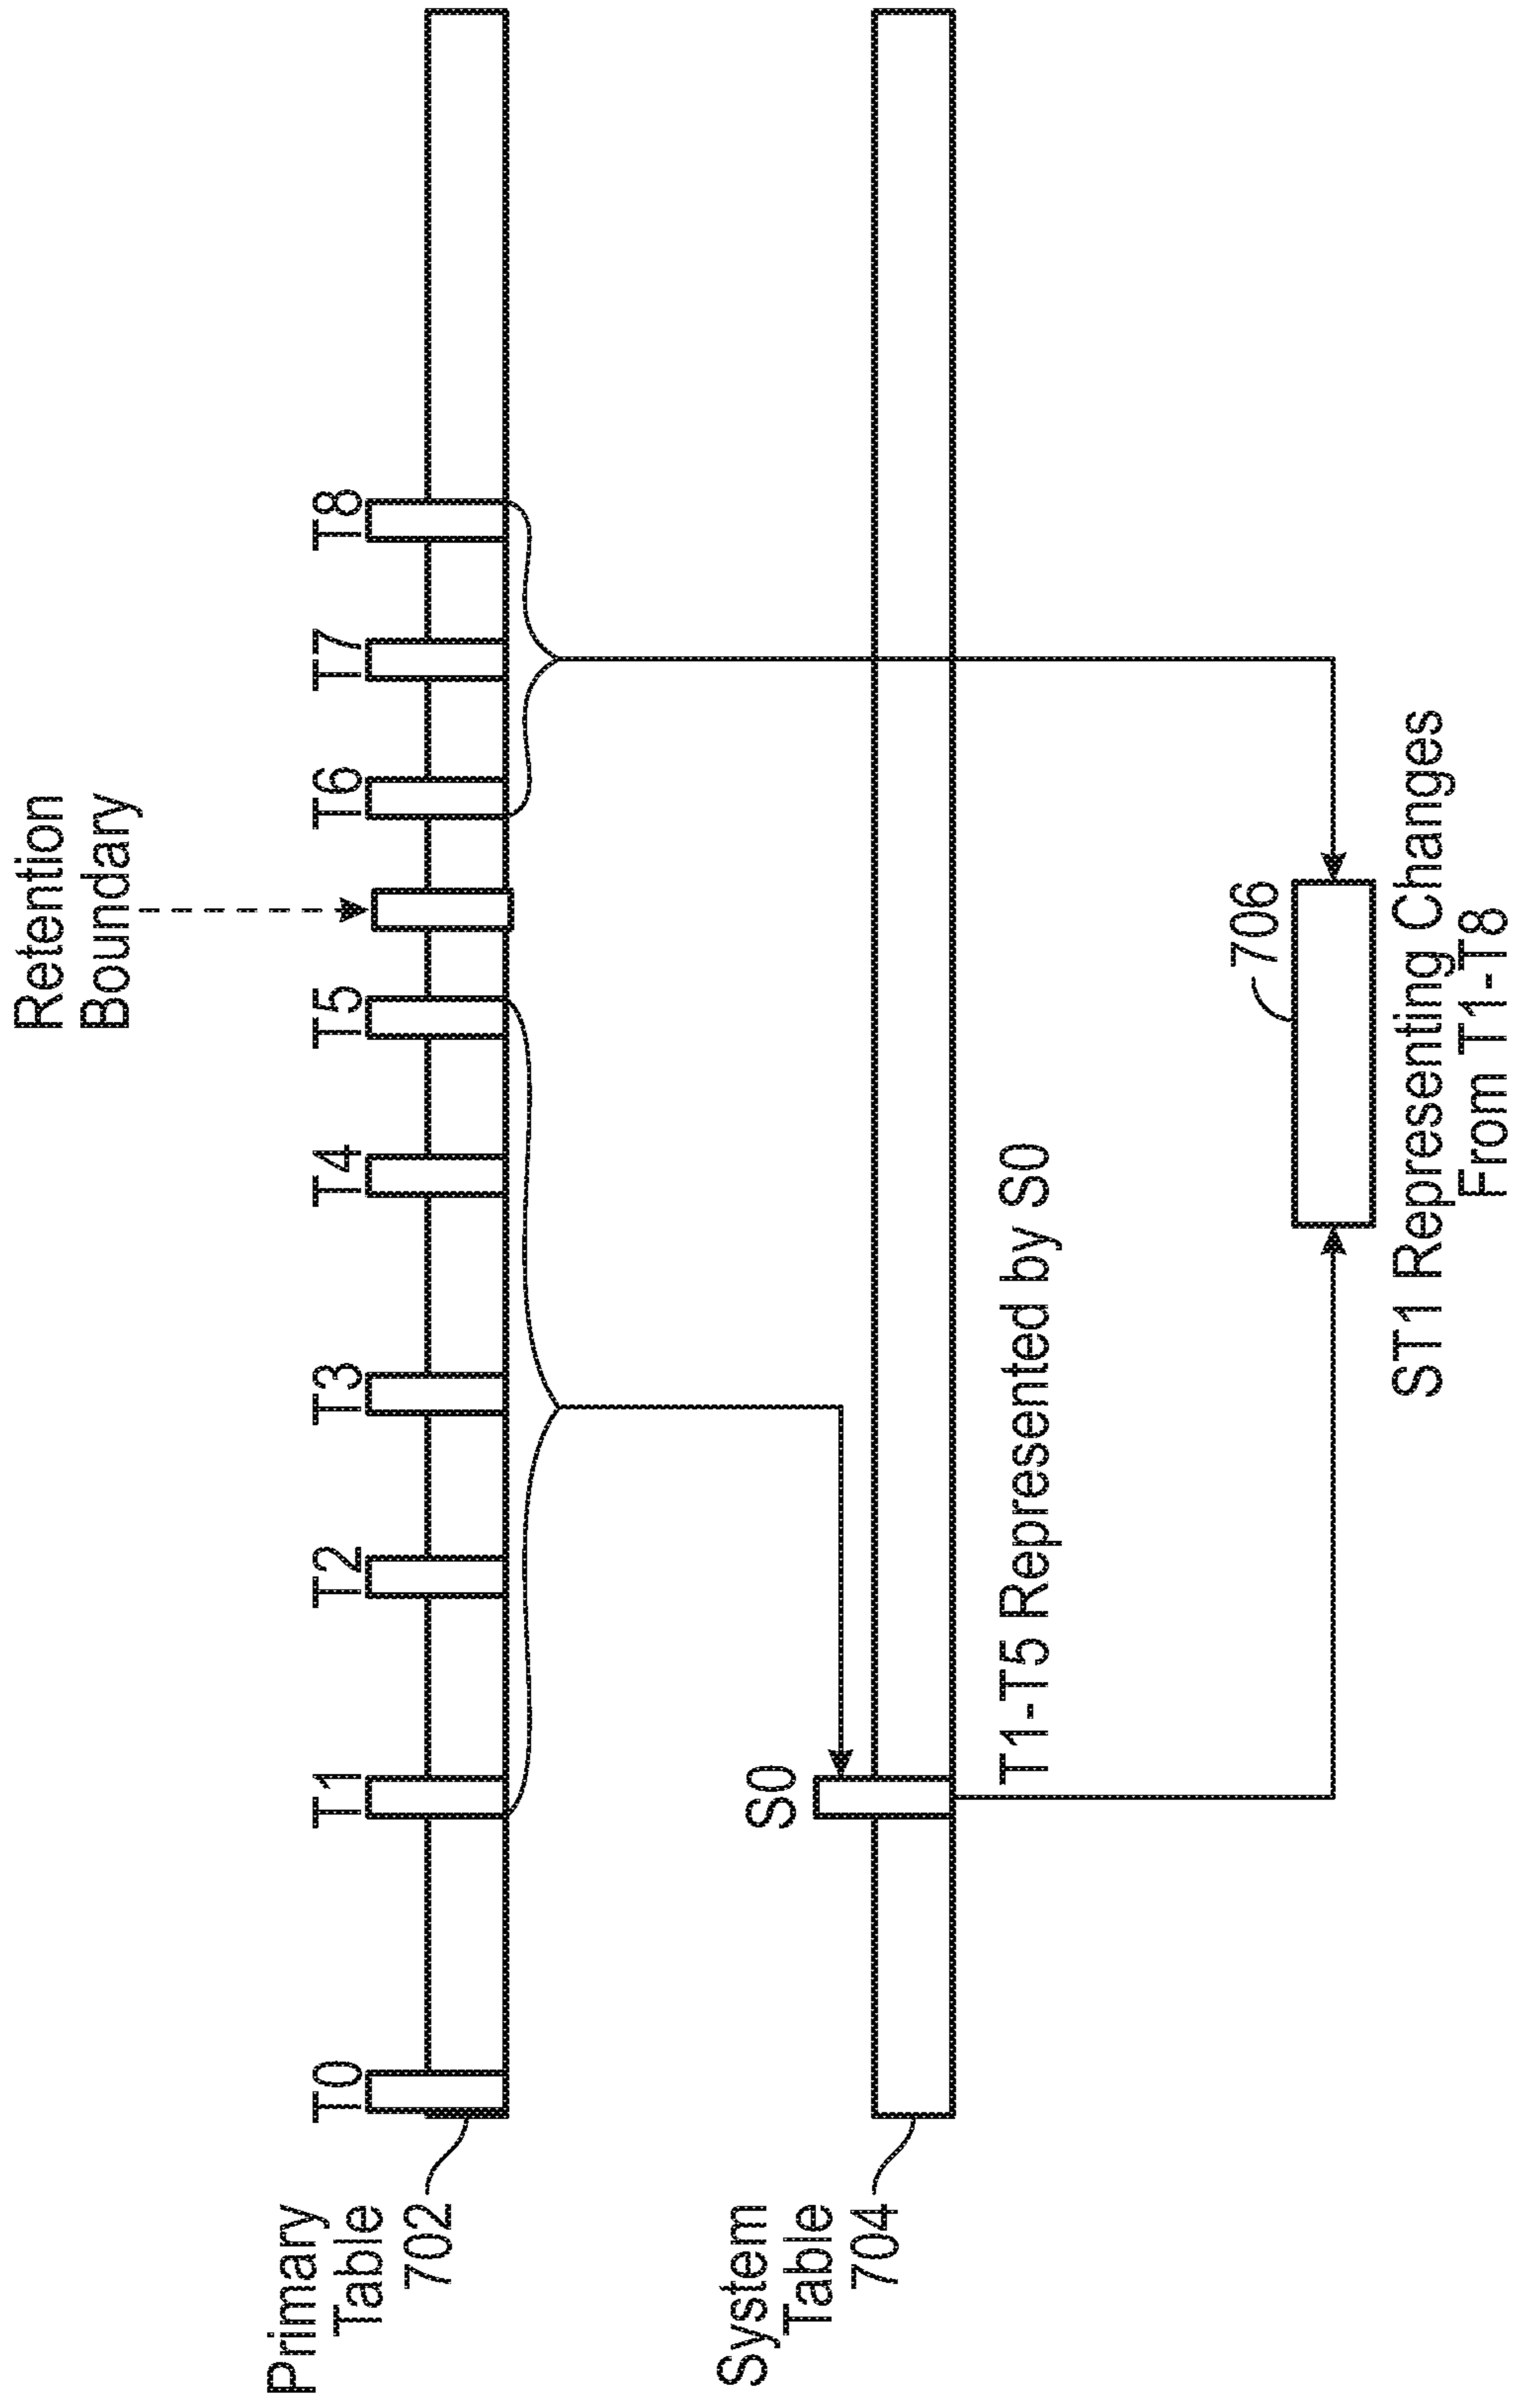 Retention
Boundary
T0
T1
T2
T3
T4
T5
T6
T7
T8
Primary
Table
702
S0
System
Table
704
T1-T5 Represented by S0
706
ST1 Representing Changes
From T1-T8